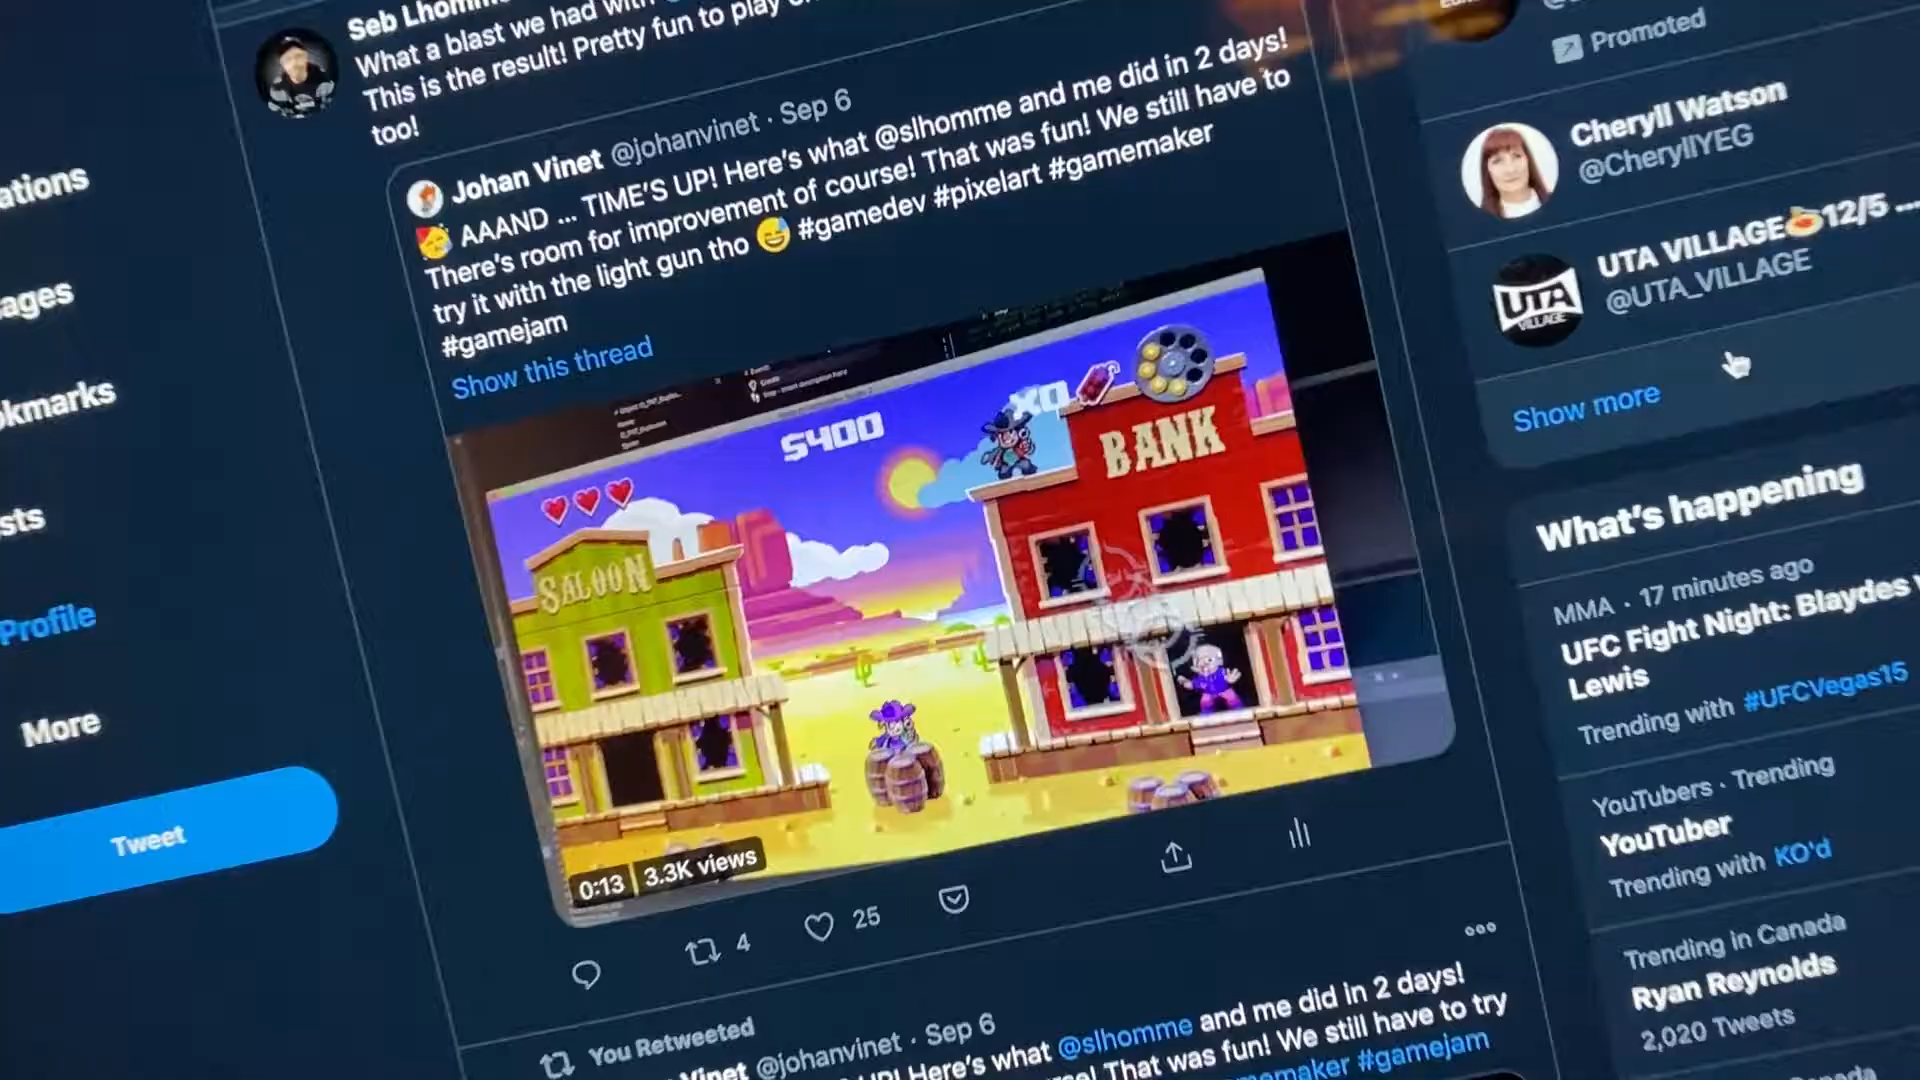 Seb
What a blast we had with
This is the result! Pretty fun to play
too!
Johan Vinet @johanvinet · Sep 6
🥳 AAAND ... TIME'S UP! Here's what @slhomme and me did in 2 days!
There's room for improvement of course! That was fun! We still have to
try it with the light gun tho 😅 #gamedev #pixelart #gamemaker
#gamejam
Show this thread
5400
X0
BANK
SALOON
0:13 3.3K views
4
25
You Retweeted
Vinet @johanvinet · Sep 6
UP! Here's what @slhomme and me did in 2 days!
That was fun! We still have to try
#gamejam
Profile
More
Tweet
Promoted
Cheryll Watson
@CheryllYEG
UTA VILLAGE🍝12/5 ...
@UTA_VILLAGE
UTA
VILLAGE
Show more
What's happening
MMA · 17 minutes ago
UFC Fight Night: Blaydes
Lewis
Trending with #UFCVegas15
YouTubers · Trending
YouTuber
Trending with KO'd
Trending in Canada
Ryan Reynolds
2,020 Tweets